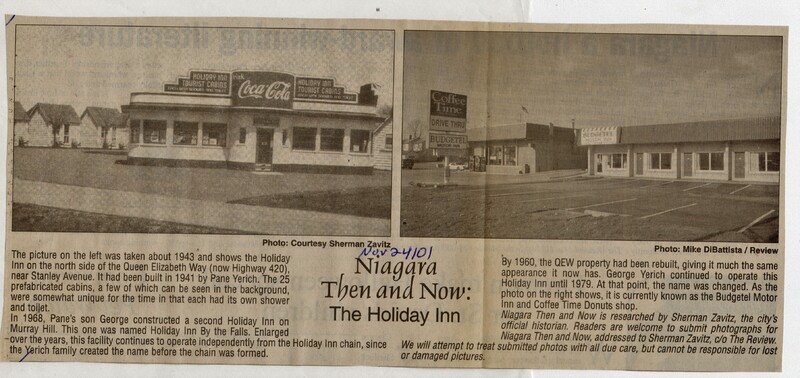 HOLIDAY INN
TOURIST CABINS
Coca-Cola
HOLIDAY INN
TOURIST CABINS
Coffee
Time
DRIVE THRU
BUDGETEL
Photo: Courtesy Sherman Zavitz
Photo: Mike DiBattista / Review
The picture on the left was taken about 1943 and shows the Holiday
Inn on the north side of the Queen Elizabeth Way (now Highway 420),
near Stanley Avenue. It had been built in 1941 by Pane Yerich. The 25
prefabricated cabins, a few of which can be seen in the background,
were somewhat unique for the time in that each had its own shower
and toilet.
In 1968, Pane's son George constructed a second Holiday Inn on
Murray Hill. This one was named Holiday Inn By the Falls. Enlarged
over the years, this facility continues to operate independently from the Holiday Inn chain, since
the Yerich family created the name before the chain was formed.
Nov 24/01
Niagara
Then and Now:
The Holiday Inn
By 1960, the QEW property had been rebuilt, giving it much the same
appearance it now has. George Yerich continued to operate this
Holiday Inn until 1979. At that point, the name was changed. As the
photo on the right shows, it is currently known as the Budgetel Motor
Inn and Coffee Time Donuts shop.
Niagara Then and Now is researched by Sherman Zavitz, the city's
official historian. Readers are welcome to submit photographs for
Niagara Then and Now, addressed to Sherman Zavitz, c/o The Review.
We will attempt to treat submitted photos with all due care, but cannot be responsible for lost
or damaged pictures.